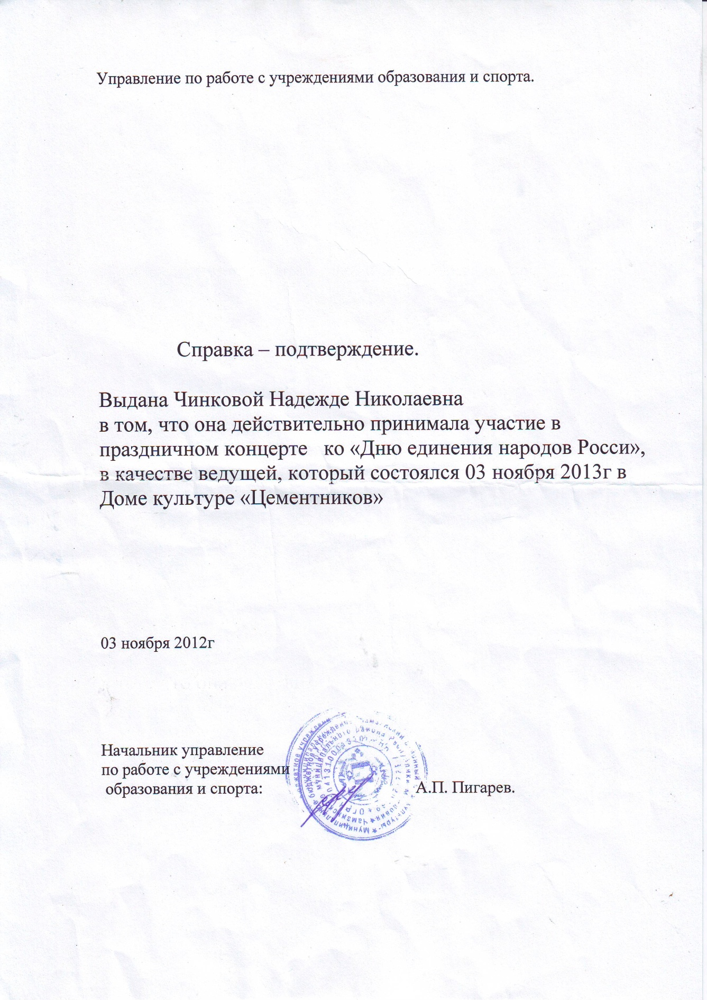 Управление по работе с учреждениями образования и спорта.
Справка – подтверждение.
Выдана Чинковой Надежде Николаевна
в том, что она действительно принимала участие в
праздничном концерте ко «Дню единения народов Росси»,
в качестве ведущей, который состоялся 03 ноября 2013г в
Доме культуре «Цементников»
03 ноября 2012г
Начальник управление
по работе с учреждениями
образования и спорта:
А.П. Пигарев.